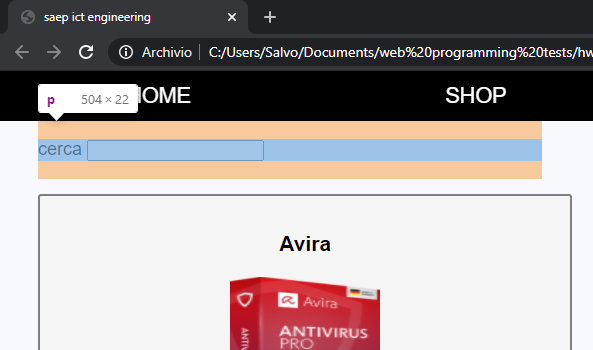 saep ict engineering
Archivio
C:/Users/Salvo/Documents/web%20programming%20tests/hw
p 504 × 22
HOME
SHOP
cerca
Avira
Avira
ANTIVIRUS
PRO